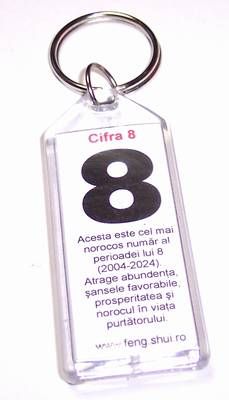 Cifra 8
8
Acesta este cel mai
norocos număr al
perioadei lui 8
(2004-2024).
Atrage abundența,
șansele favorabile,
prosperitatea și
norocul în viața
purtătorului.
www.feng.shui.ro